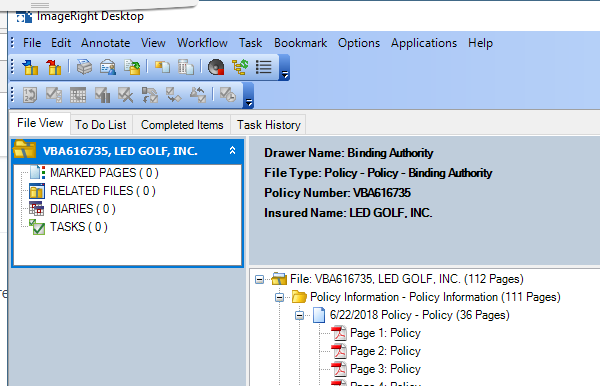 ImageRight Desktop
File Edit Annotate View Workflow Task Bookmark Options Applications Help
File View To Do List Completed Items Task History
VBA616735, LED GOLF, INC.
MARKED PAGES ( 0 )
RELATED FILES ( 0 )
DIARIES ( 0 )
TASKS ( 0 )
Drawer Name: Binding Authority
File Type: Policy - Policy - Binding Authority
Policy Number: VBA616735
Insured Name: LED GOLF, INC.
File: VBA616735, LED GOLF, INC. (112 Pages)
Policy Information - Policy Information (111 Pages)
6/22/2018 Policy - Policy (36 Pages)
Page 1: Policy
Page 2: Policy
Page 3: Policy